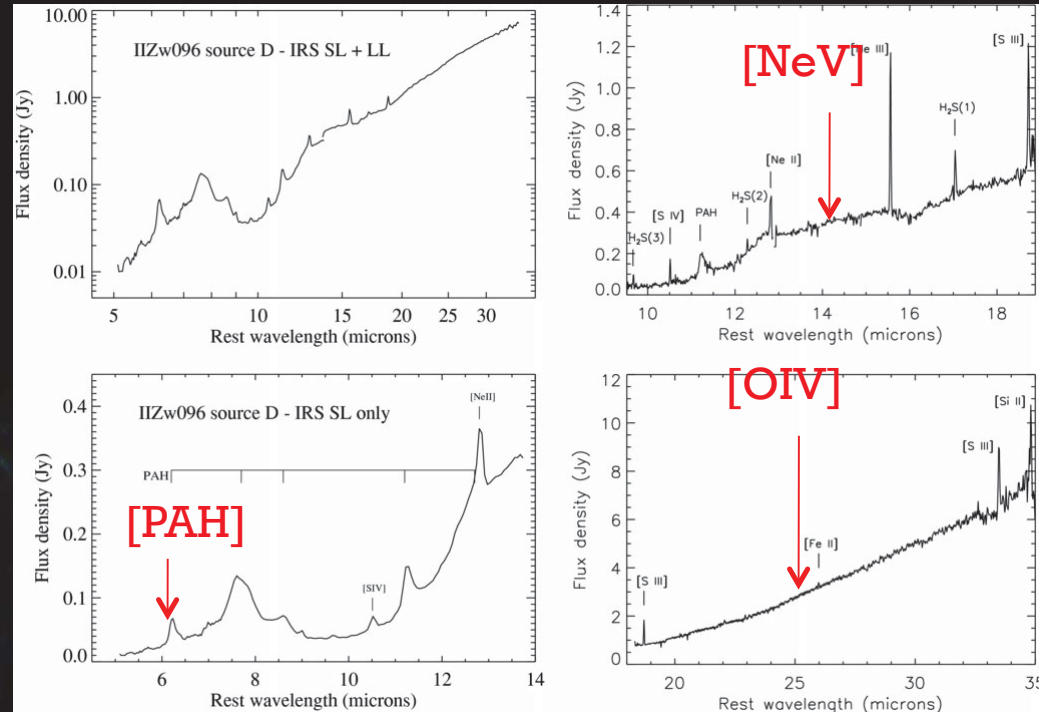 10.00
1.00
0.10
0.01
Flux density (Jy)
IIZw096 source D - IRS SL + LL
5 10 15 20 25 30
Rest wavelength (microns)
1.4
1.2
1.0
0.8
0.6
0.4
0.2
0.0
Flux density (Jy)
[NeV]
III]
[S III]
H₂S(1)
[Ne II]
H₂S(2)
PAH
[S IV]
H₂S(3)
10 12 14 16 18
Rest wavelength (microns)
0.4
0.3
0.2
0.1
0.0
Flux density (Jy)
IIZw096 source D - IRS SL only
[NeII]
PAH
[PAH]
[SIV]
6 8 10 12 14
Rest wavelength (microns)
12
10
8
6
4
2
0
Flux density (Jy)
[OIV]
[Si II]
[S III]
[Fe II]
[S III]
20 25 30 35
Rest wavelength (microns)